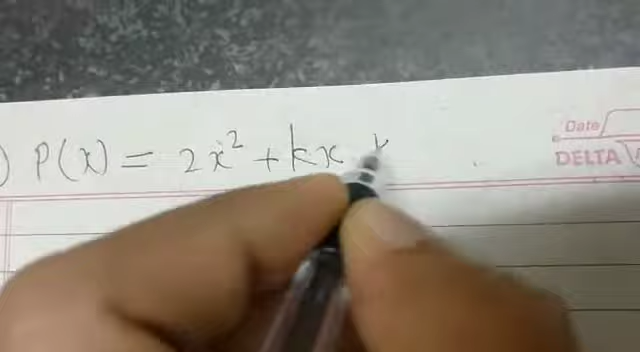 ) P(x) = 2x² + kx
Date
DELTA